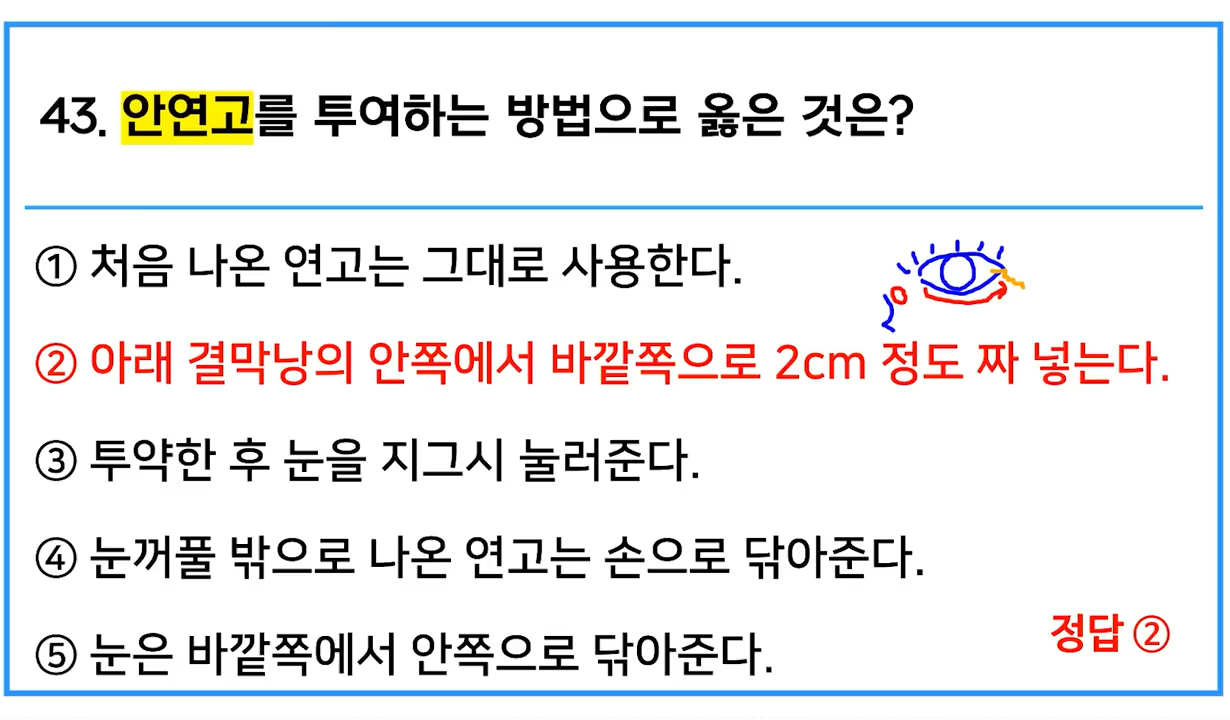 43. 안연고를 투여하는 방법으로 옳은 것은?
① 처음 나온 연고는 그대로 사용한다.
② 아래 결막낭의 안쪽에서 바깥쪽으로 2cm 정도 짜 넣는다.
③ 투약한 후 눈을 지그시 눌러준다.
④ 눈꺼풀 밖으로 나온 연고는 손으로 닦아준다.
⑤ 눈은 바깥쪽에서 안쪽으로 닦아준다.
정답 ②